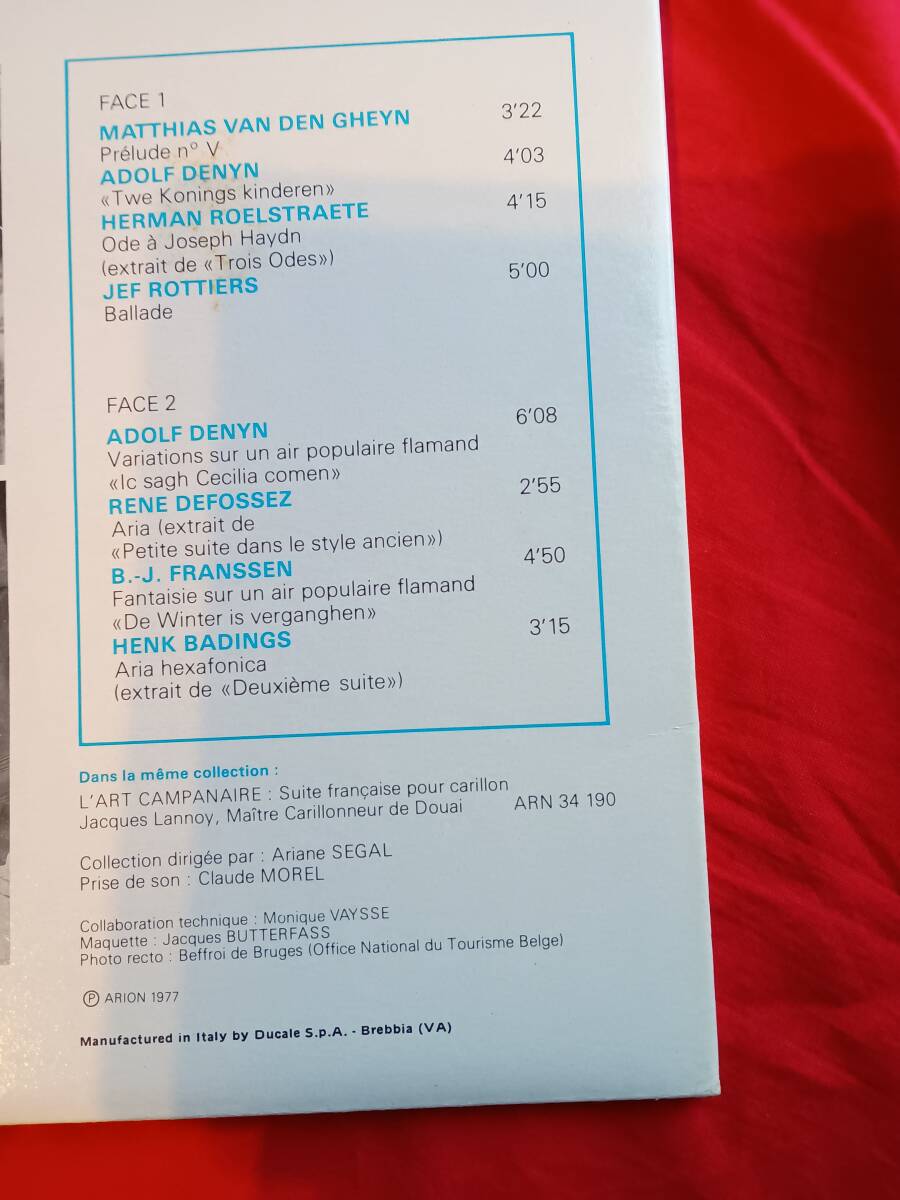 FACE 1
MATTHIAS VAN DEN GHEYN 3'22
Prélude n° V
ADOLF DENYN 4'03
«Twe Konings kinderen»
HERMAN ROELSTRAETE 4'15
Ode à Joseph Haydn
(extrait de «Trois Odes»)
JEF ROTTIERS 5'00
Ballade
FACE 2
ADOLF DENYN 6'08
Variations sur un air populaire flamand
«Ic sagh Cecilia comen»
RENE DEFOSSEZ 2'55
Aria (extrait de
«Petite suite dans le style ancien»)
B.-J. FRANSSEN 4'50
Fantaisie sur un air populaire flamand
«De Winter is verganghen»
HENK BADINGS 3'15
Aria hexafonica
(extrait de «Deuxième suite»)
Dans la même collection :
L'ART CAMPANAIRE : Suite française pour carillon
Jacques Lannoy, Maître Carillonneur de Douai ARN 34 190
Collection dirigée par : Ariane SEGAL
Prise de son : Claude MOREL
Collaboration technique : Monique VAYSSE
Maquette : Jacques BUTTERFASS
Photo recto : Beffroi de Bruges (Office National du Tourisme Belge)
Ⓟ ARION 1977
Manufactured in Italy by Ducale S.p.A. - Brebbia (VA)